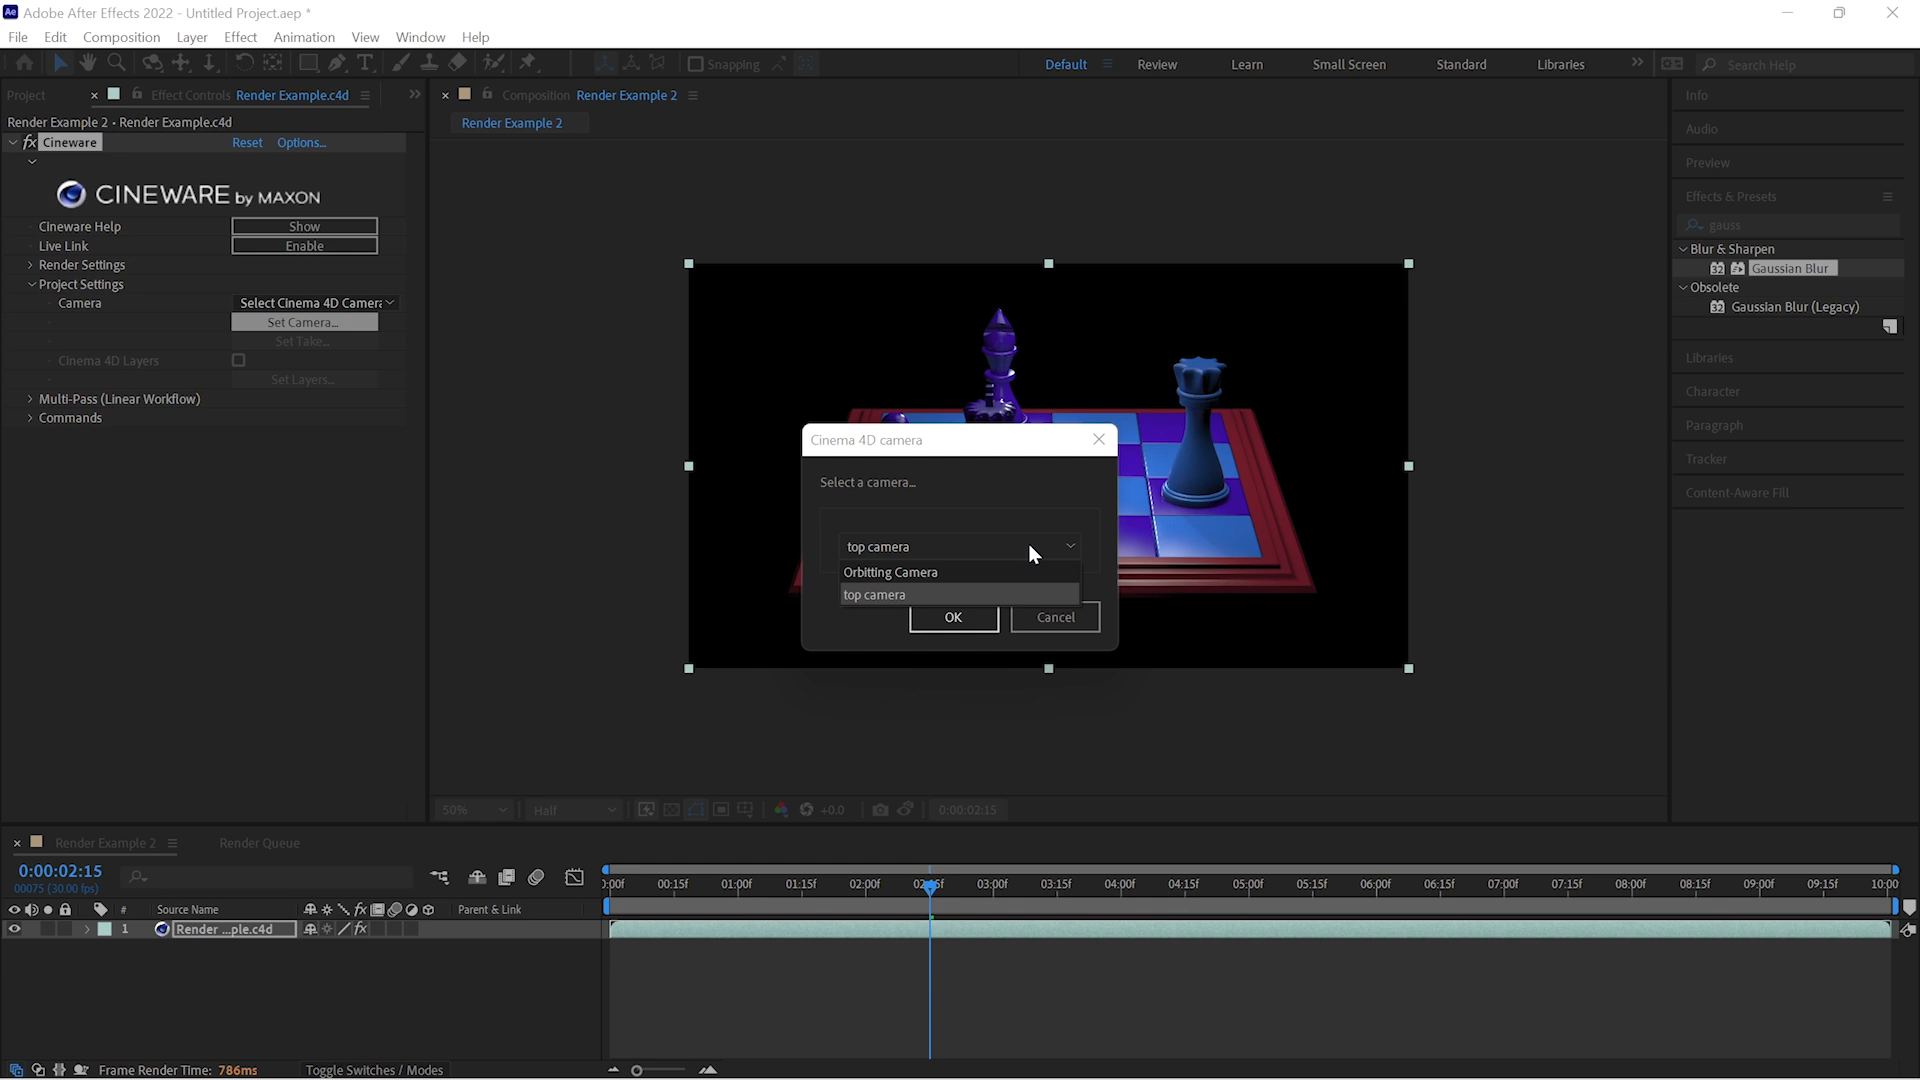 Ae Adobe After Effects 2022 - Untitled Project.aep *
File Edit Composition Layer Effect Animation View Window Help
Snapping
Default Review Learn Small Screen Standard Libraries Search Help
Project Effect Controls Render Example.c4d
Composition Render Example 2
Render Example 2 • Render Example.c4d
Render Example 2
fx Cineware Reset Options...
CINEWARE by MAXON
Cineware Help Show
Live Link Enable
Render Settings
Project Settings
Camera Select Cinema 4D Camera
Set Camera...
Set Take...
Cinema 4D Layers
Set Layers...
Multi-Pass (Linear Workflow)
Commands
Cinema 4D camera
Select a camera...
top camera
Orbitting Camera
top camera
OK Cancel
Info
Audio
Preview
Effects & Presets
gauss
Blur & Sharpen
32 Gaussian Blur
Obsolete
32 Gaussian Blur (Legacy)
Libraries
Character
Paragraph
Tracker
Content-Aware Fill
50% Half +0.0 0:00:02:15
Render Example 2 Render Queue
0:00:02:15
00075 (30.00 fps)
):00f 00:15f 01:00f 01:15f 02:00f 03:00f 03:15f 04:00f 04:15f 05:00f 05:15f 06:00f 06:15f 07:00f 07:15f 08:00f 08:15f 09:00f 09:15f 10:00
# Source Name fx Parent & Link
1 Render ...ple.c4d fx
Frame Render Time: 786ms Toggle Switches / Modes